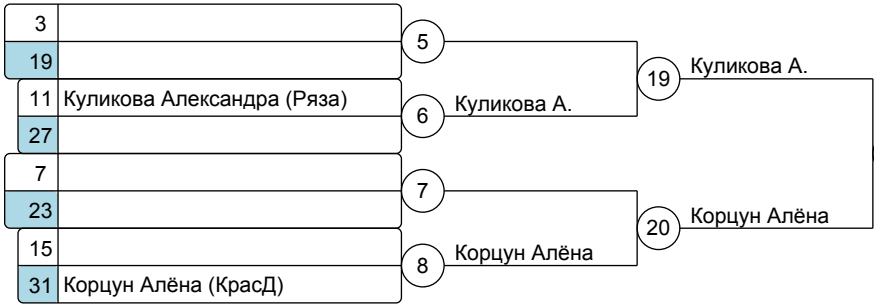 3
5
19
19 Куликова А.
11 Куликова Александра (Ряза)
6 Куликова А.
27
7
7
23
20 Корцун Алёна
15
8 Корцун Алёна
31 Корцун Алёна (КрасД)